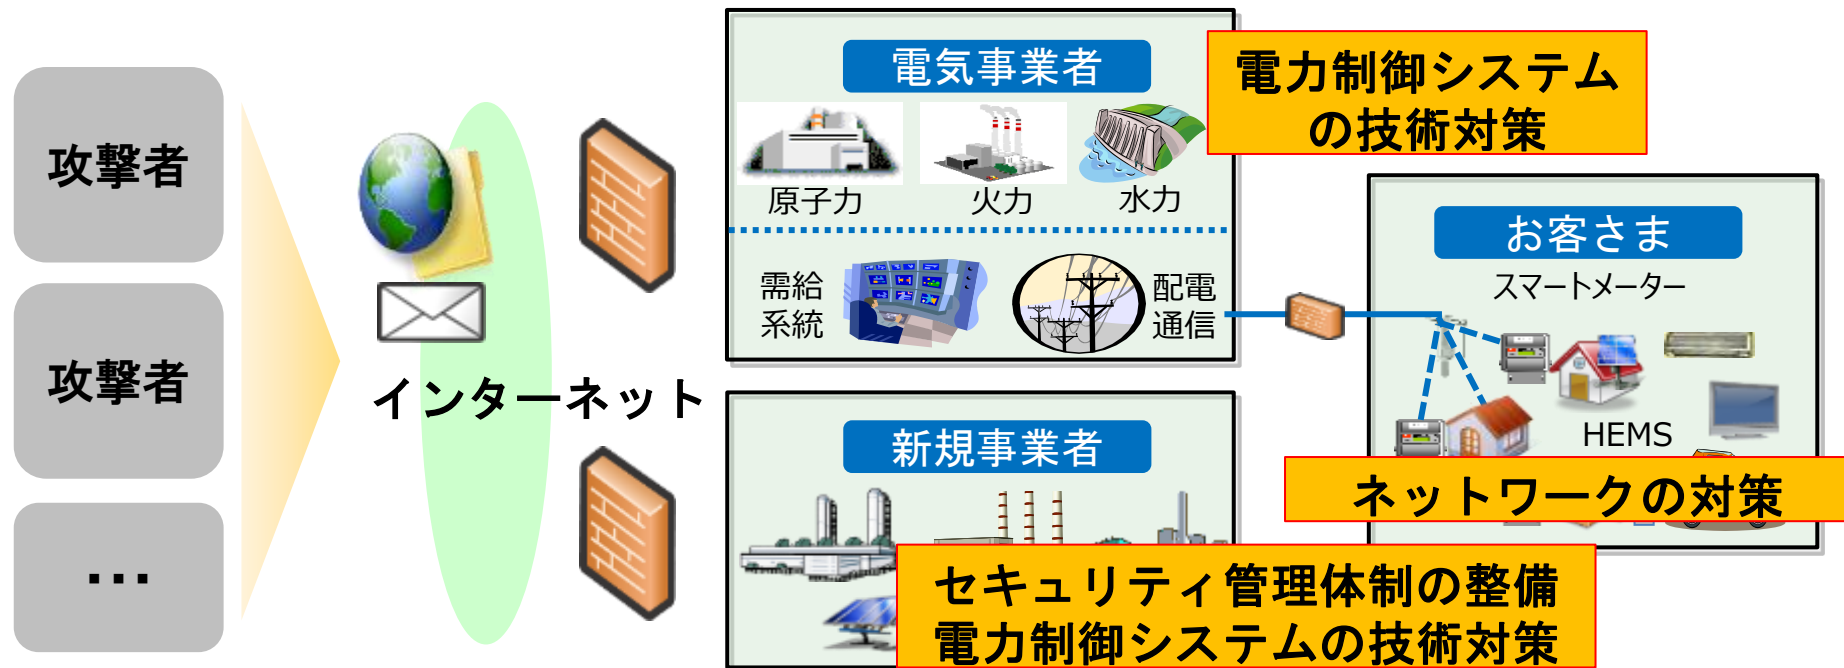 攻撃者
攻撃者
...
インターネット
電気事業者
原子力
火力
水力
需給
系統
配電
通信
電力制御システム
の技術対策
お客さま
スマートメーター
HEMS
ネットワークの対策
新規事業者
セキュリティ管理体制の整備
電力制御システムの技術対策